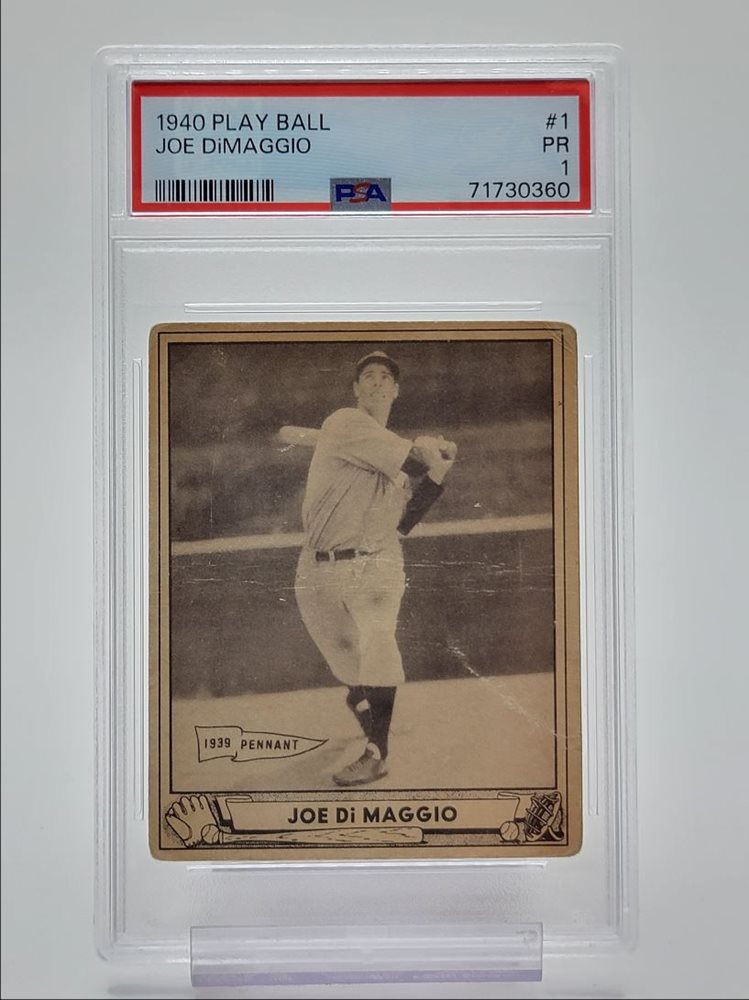 1940 PLAY BALL #1
JOE DiMAGGIO PR
1
PSA 71730360
1939 PENNANT
JOE Di MAGGIO